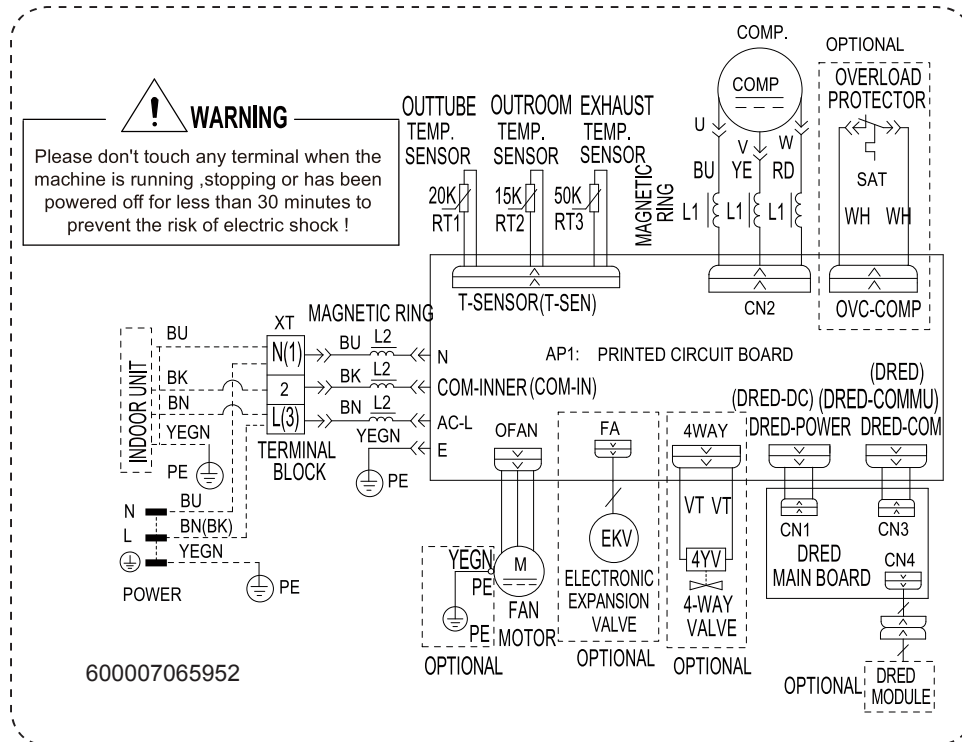 WARNING
Please don't touch any terminal when the
machine is running ,stopping or has been
powered off for less than 30 minutes to
prevent the risk of electric shock !
OUTTUBE
TEMP.
SENSOR
20K
RT1
OUTROOM
TEMP.
SENSOR
15K
RT2
EXHAUST
TEMP.
SENSOR
50K
RT3
T-SENSOR(T-SEN)
MAGNETIC
RING
COMP.
COMP
U
V
W
BU
YE
RD
L1
L1
L1
CN2
OPTIONAL
OVERLOAD
PROTECTOR
SAT
WH
WH
OVC-COMP
INDOOR UNIT
BU
BK
BN
YEGN
PE
XT
N(1)
2
L(3)
TERMINAL
BLOCK
MAGNETIC RING
BU
L2
N
BK
L2
COM-INNER(COM-IN)
BN
L2
AC-L
YEGN
E
PE
AP1: PRINTED CIRCUIT BOARD
N
BU
L
BN(BK)
YEGN
PE
POWER
OFAN
YEGN
PE
PE
M
FAN
MOTOR
OPTIONAL
FA
EKV
ELECTRONIC
EXPANSION
VALVE
OPTIONAL
4WAY
VT
VT
4YV
4-WAY
VALVE
OPTIONAL
(DRED-DC)
DRED-POWER
(DRED)
(DRED-COMMU)
DRED-COM
CN1
CN3
DRED
MAIN BOARD
CN4
OPTIONAL
DRED
MODULE
600007065952